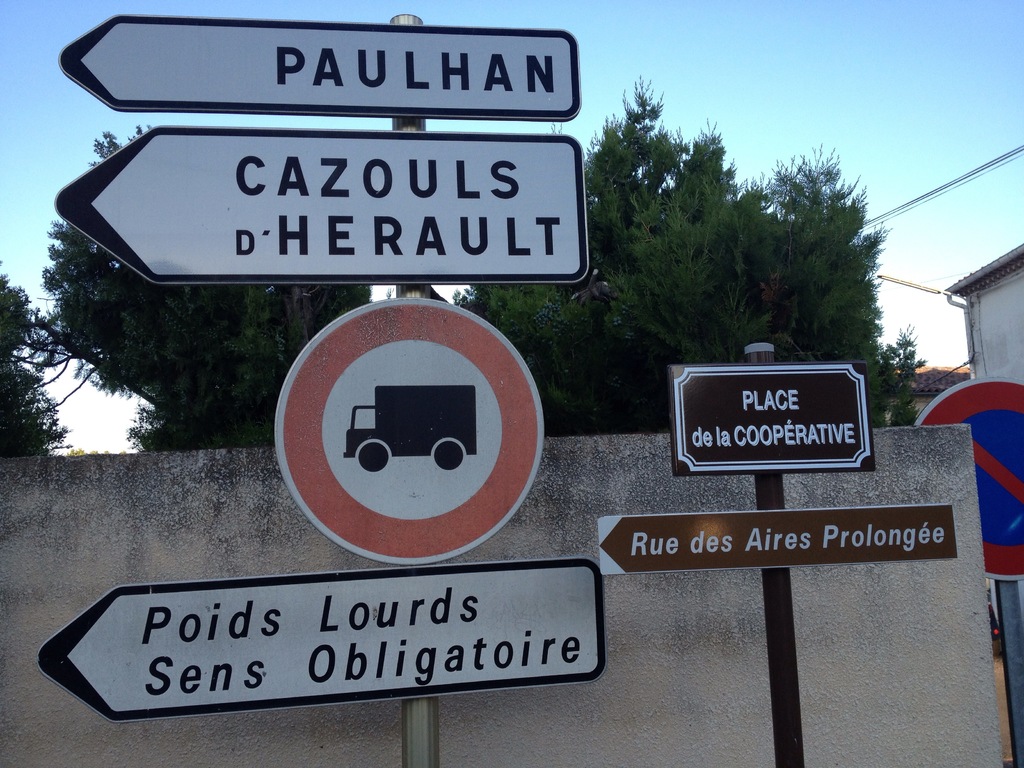 PAULHAN
CAZOULS
D'HERAULT
PLACE
de la COOPÉRATIVE
Rue des Aires Prolongée
Poids Lourds
Sens Obligatoire